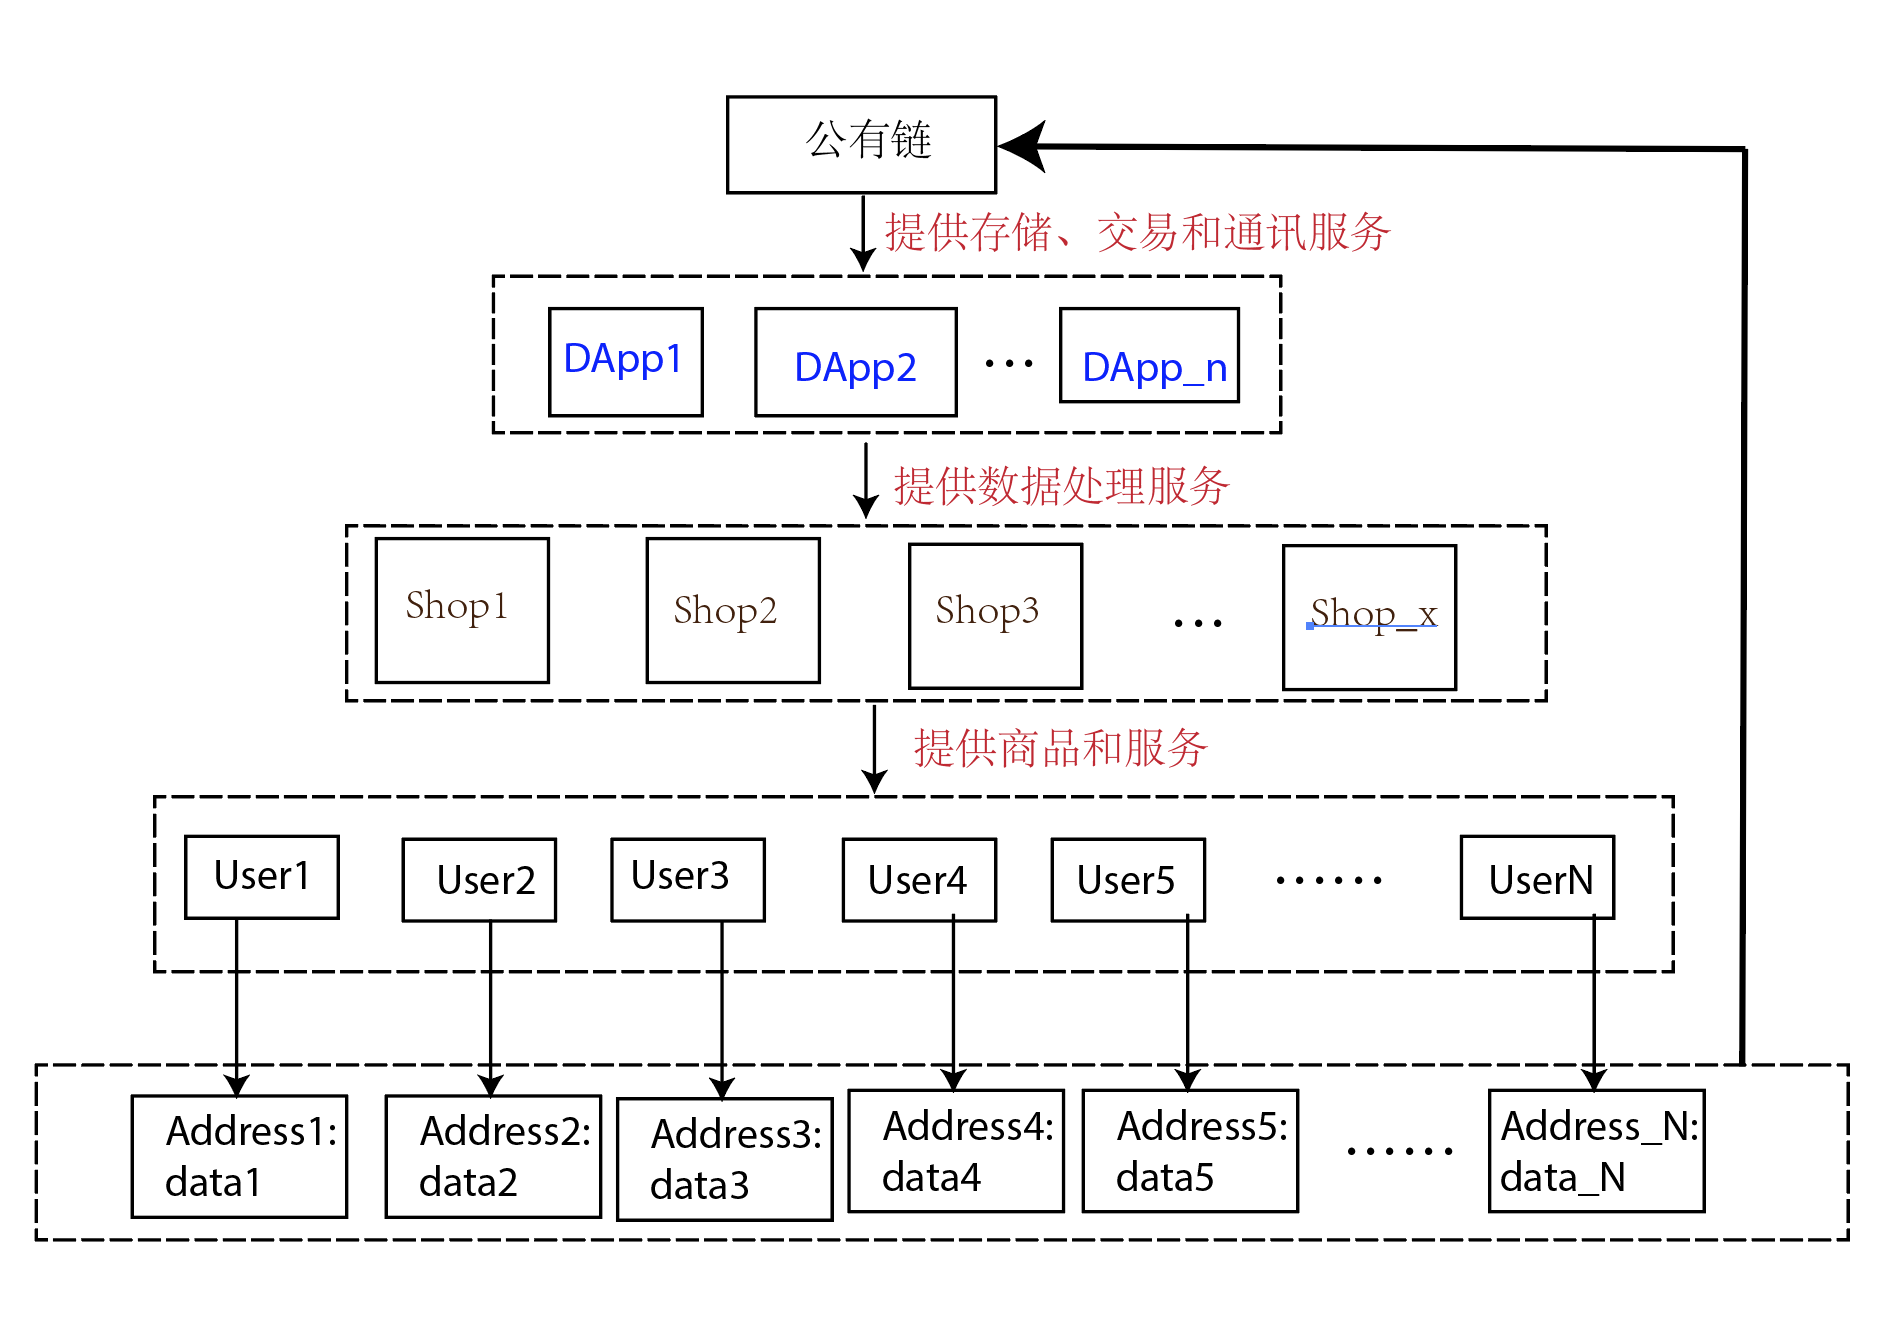 公有链
提供存储、交易和通讯服务
DApp1
DApp2
...
DApp_n
提供数据处理服务
Shop1
Shop2
Shop3
...
Shop_x
提供商品和服务
User1
User2
User3
User4
User5
......
UserN
Address1:
data1
Address2:
data2
Address3:
data3
Address4:
data4
Address5:
data5
......
Address_N:
data_N